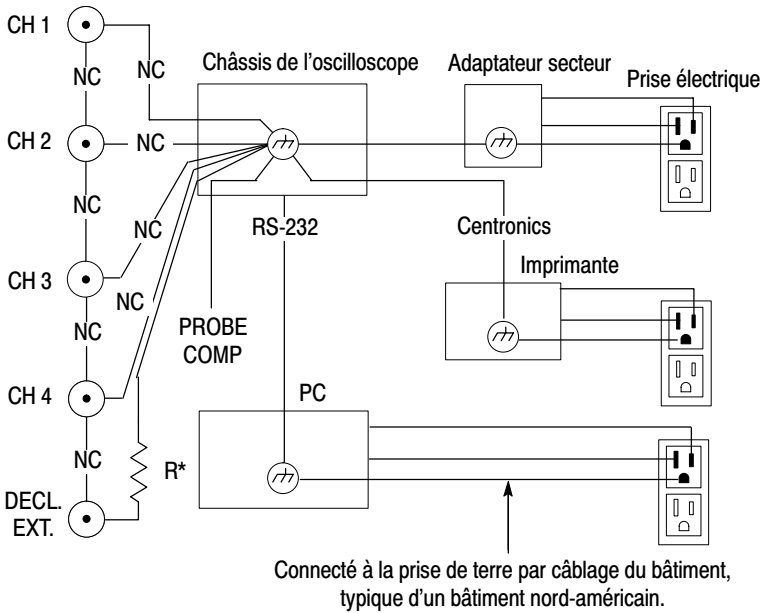 CH 1
NC
NC
Châssis de l'oscilloscope
Adaptateur secteur
Prise électrique
CH 2
NC
NC
NC
RS-232
Centronics
Imprimante
CH 3
NC
NC
PROBE
COMP
CH 4
PC
NC
R*
DECL.
EXT.
Connecté à la prise de terre par câblage du bâtiment,
typique d'un bâtiment nord-américain.